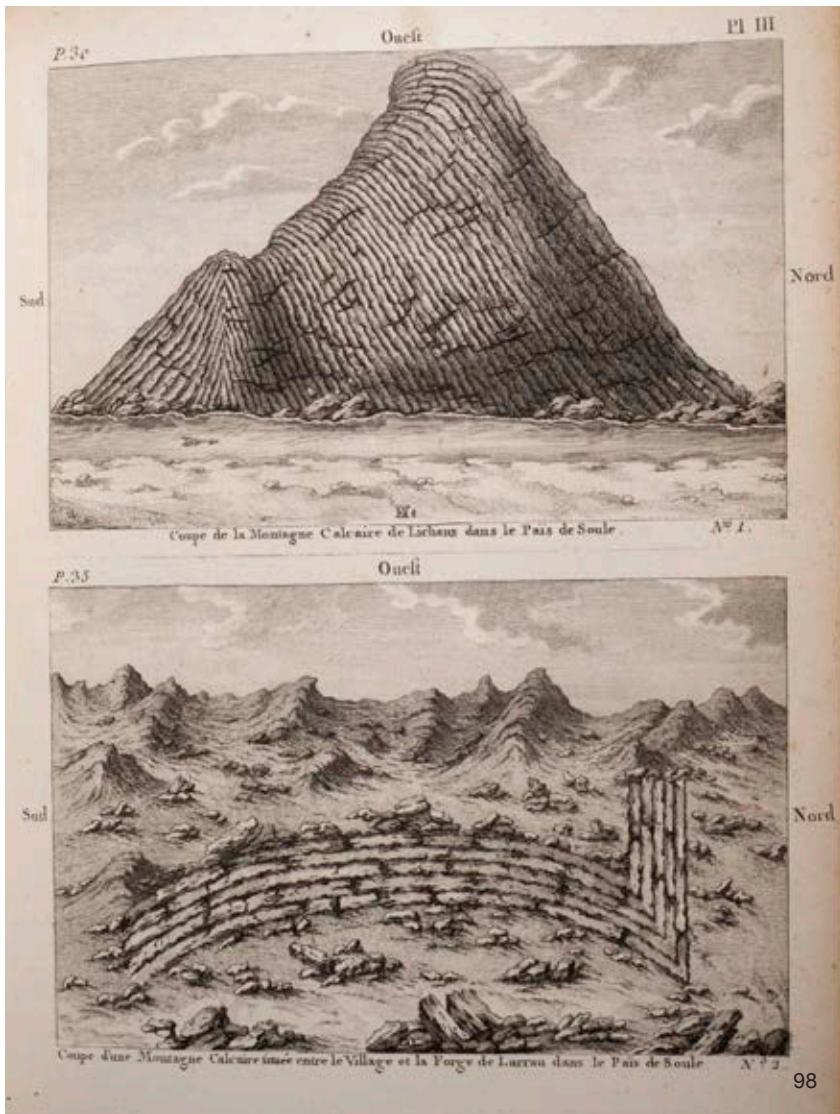 P. 30
Ouest
Pl III
Sud
Nord
Est
Coupe de la Montagne Calcaire de Lichans dans le Pais de Soule.
N.º 1.
P. 35
Ouest
Sud
Nord
Coupe d'une Montagne Calcaire située entre le Village et la Forge de Larrau dans le Pais de Soule
N.º 2.
98